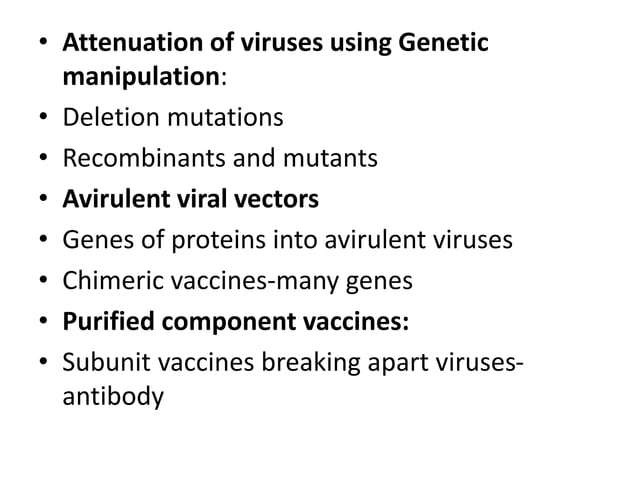 • Attenuation of viruses using Genetic
manipulation:
• Deletion mutations
• Recombinants and mutants
• Avirulent viral vectors
• Genes of proteins into avirulent viruses
• Chimeric vaccines-many genes
• Purified component vaccines:
• Subunit vaccines breaking apart viruses-
antibody